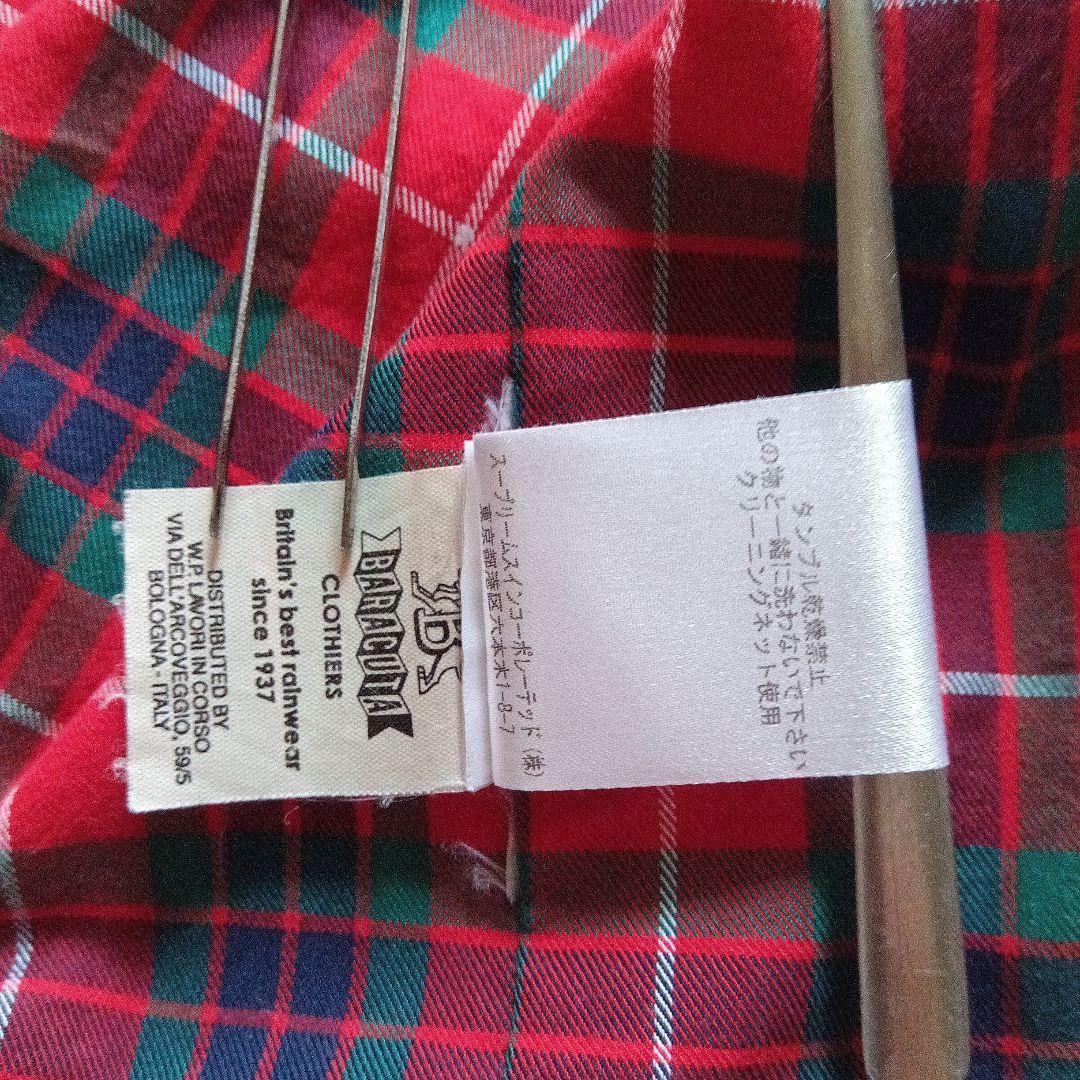 BARACUTA
CLOTHIERS
Britain's best rainwear
since 1937
DISTRIBUTED BY
W.P. LAVORI IN CORSO
VIA DELL'ARCOVEGGIO, 59/5
BOLOGNA - ITALY
タンブル乾燥禁止
他の物と一緒に洗わないで下さい
クリーニングネット使用
スープリームスインコーポレーテッド (株)
東京都港区六本木1-8-7